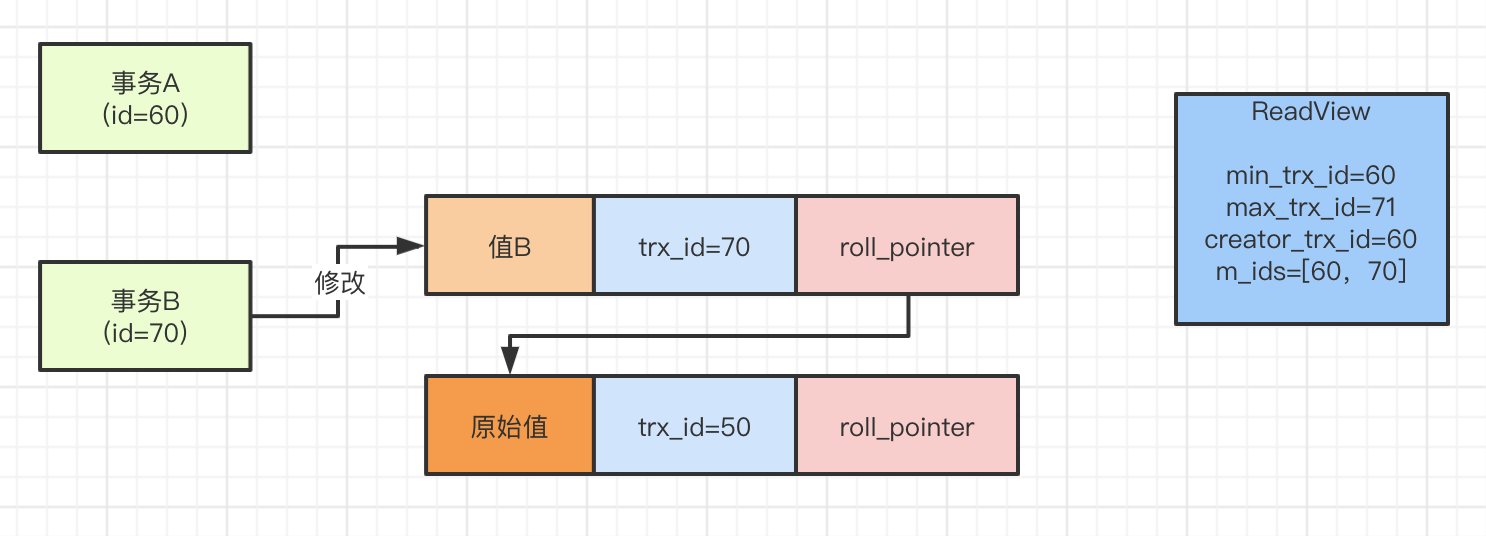 事务A
(id=60)
事务B
(id=70)
修改
值B
trx_id=70
roll_pointer
原始值
trx_id=50
roll_pointer
ReadView
min_trx_id=60
max_trx_id=71
creator_trx_id=60
m_ids=[60，70]